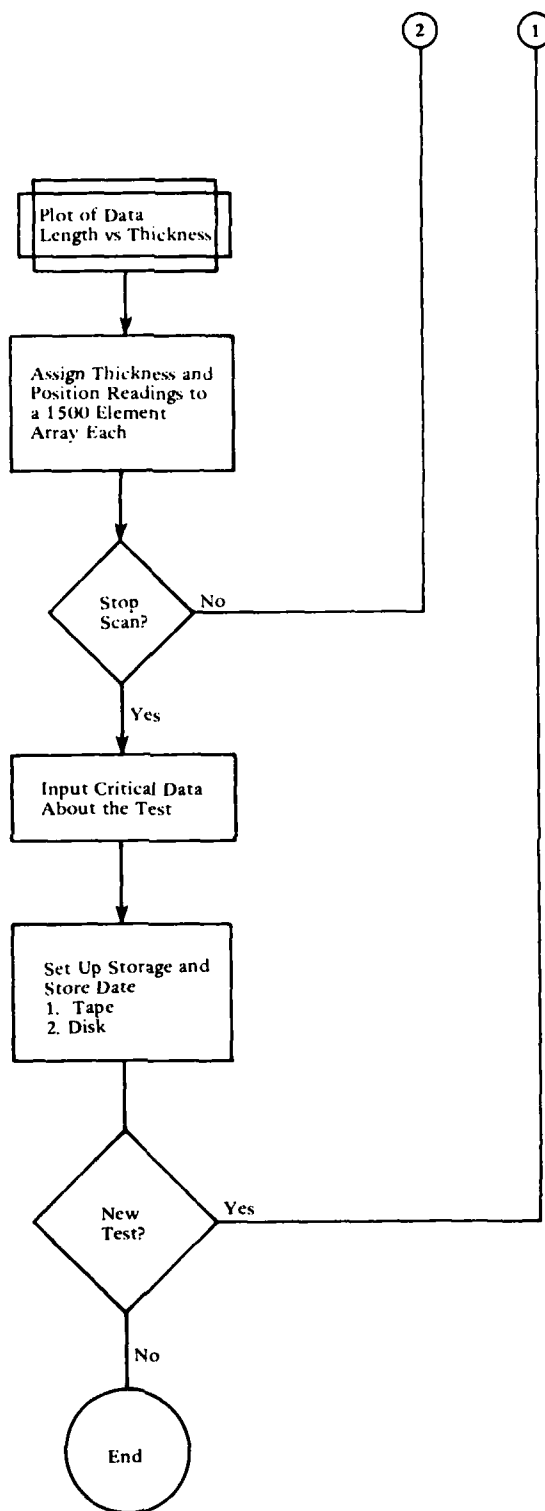 2
1
Plot of Data
Length vs Thickness
Assign Thickness and
Position Readings to
a 1500 Element
Array Each
Stop
Scan?
No
Yes
Input Critical Data
About the Test
Set Up Storage and
Store Date
1. Tape
2. Disk
New
Test?
Yes
No
End